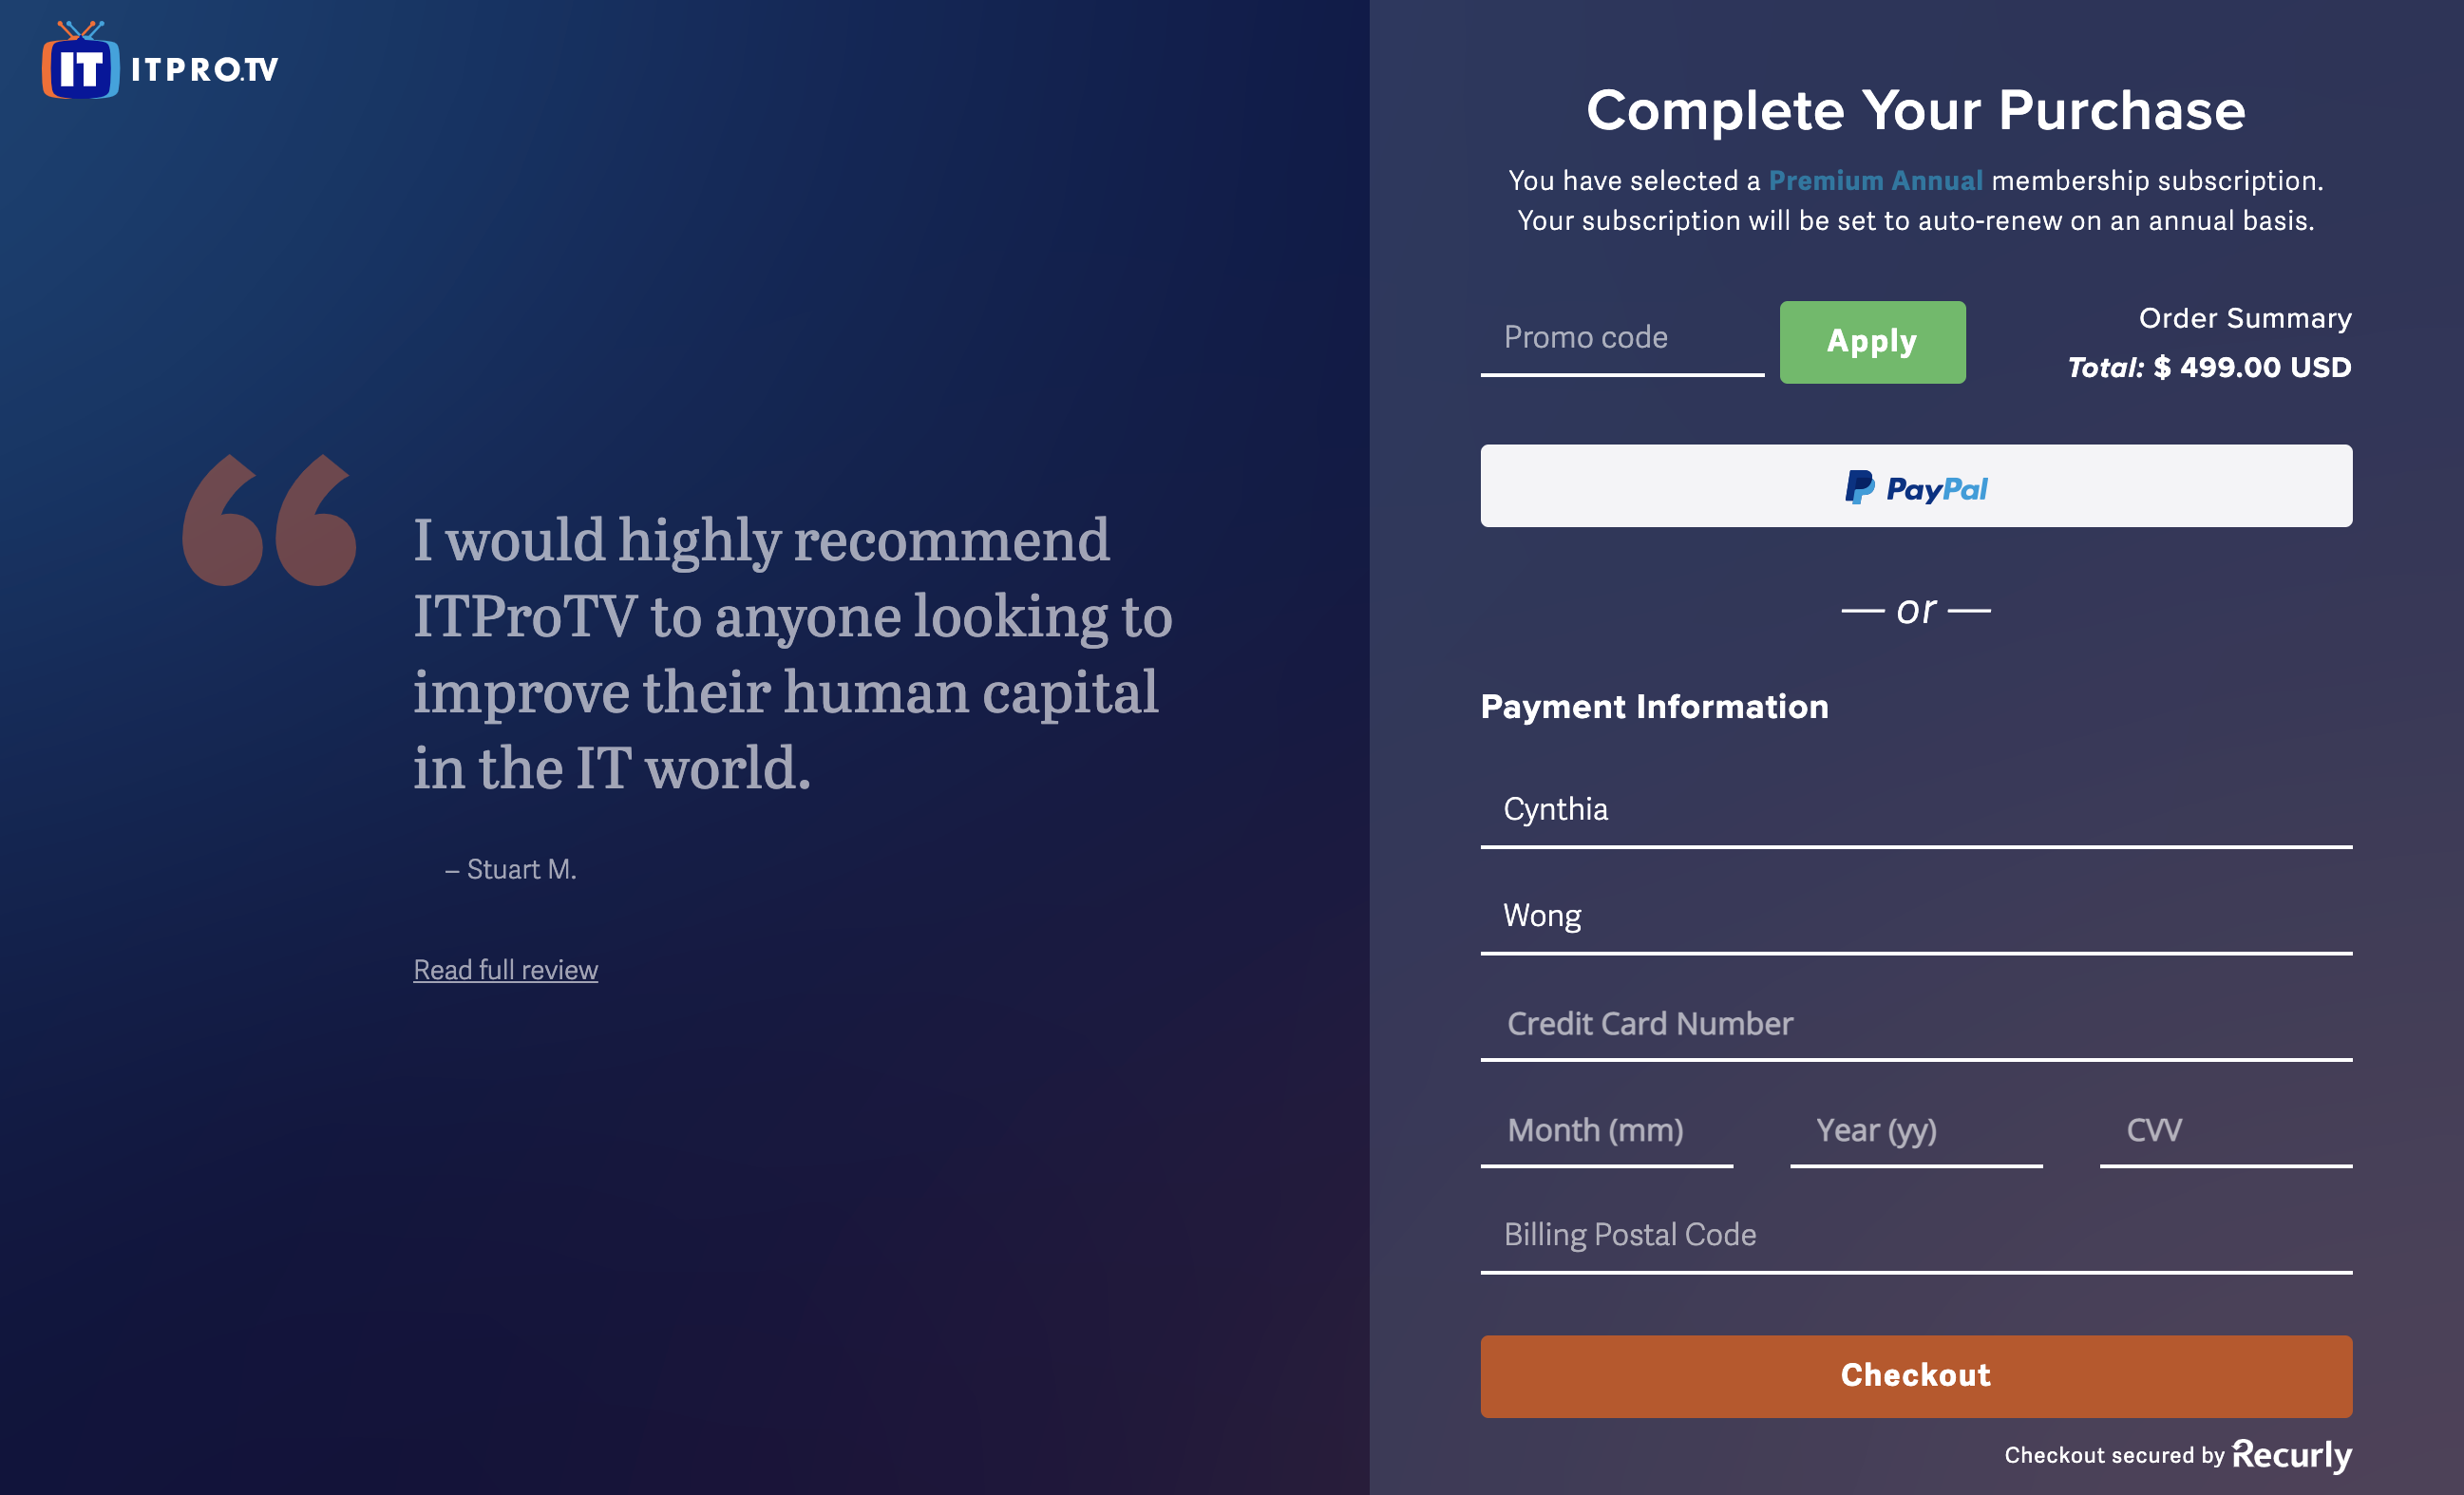 IT ITPRO.TV
“
I would highly recommend
ITProTV to anyone looking to
improve their human capital
in the IT world.
– Stuart M.
Read full review
Complete Your Purchase
You have selected a Premium Annual membership subscription.
Your subscription will be set to auto-renew on an annual basis.
Promo code
Apply
Order Summary
Total: $ 499.00 USD
PayPal
— or —
Payment Information
Cynthia
Wong
Credit Card Number
Month (mm) Year (yy) CVV
Billing Postal Code
Checkout
Checkout secured by Recurly